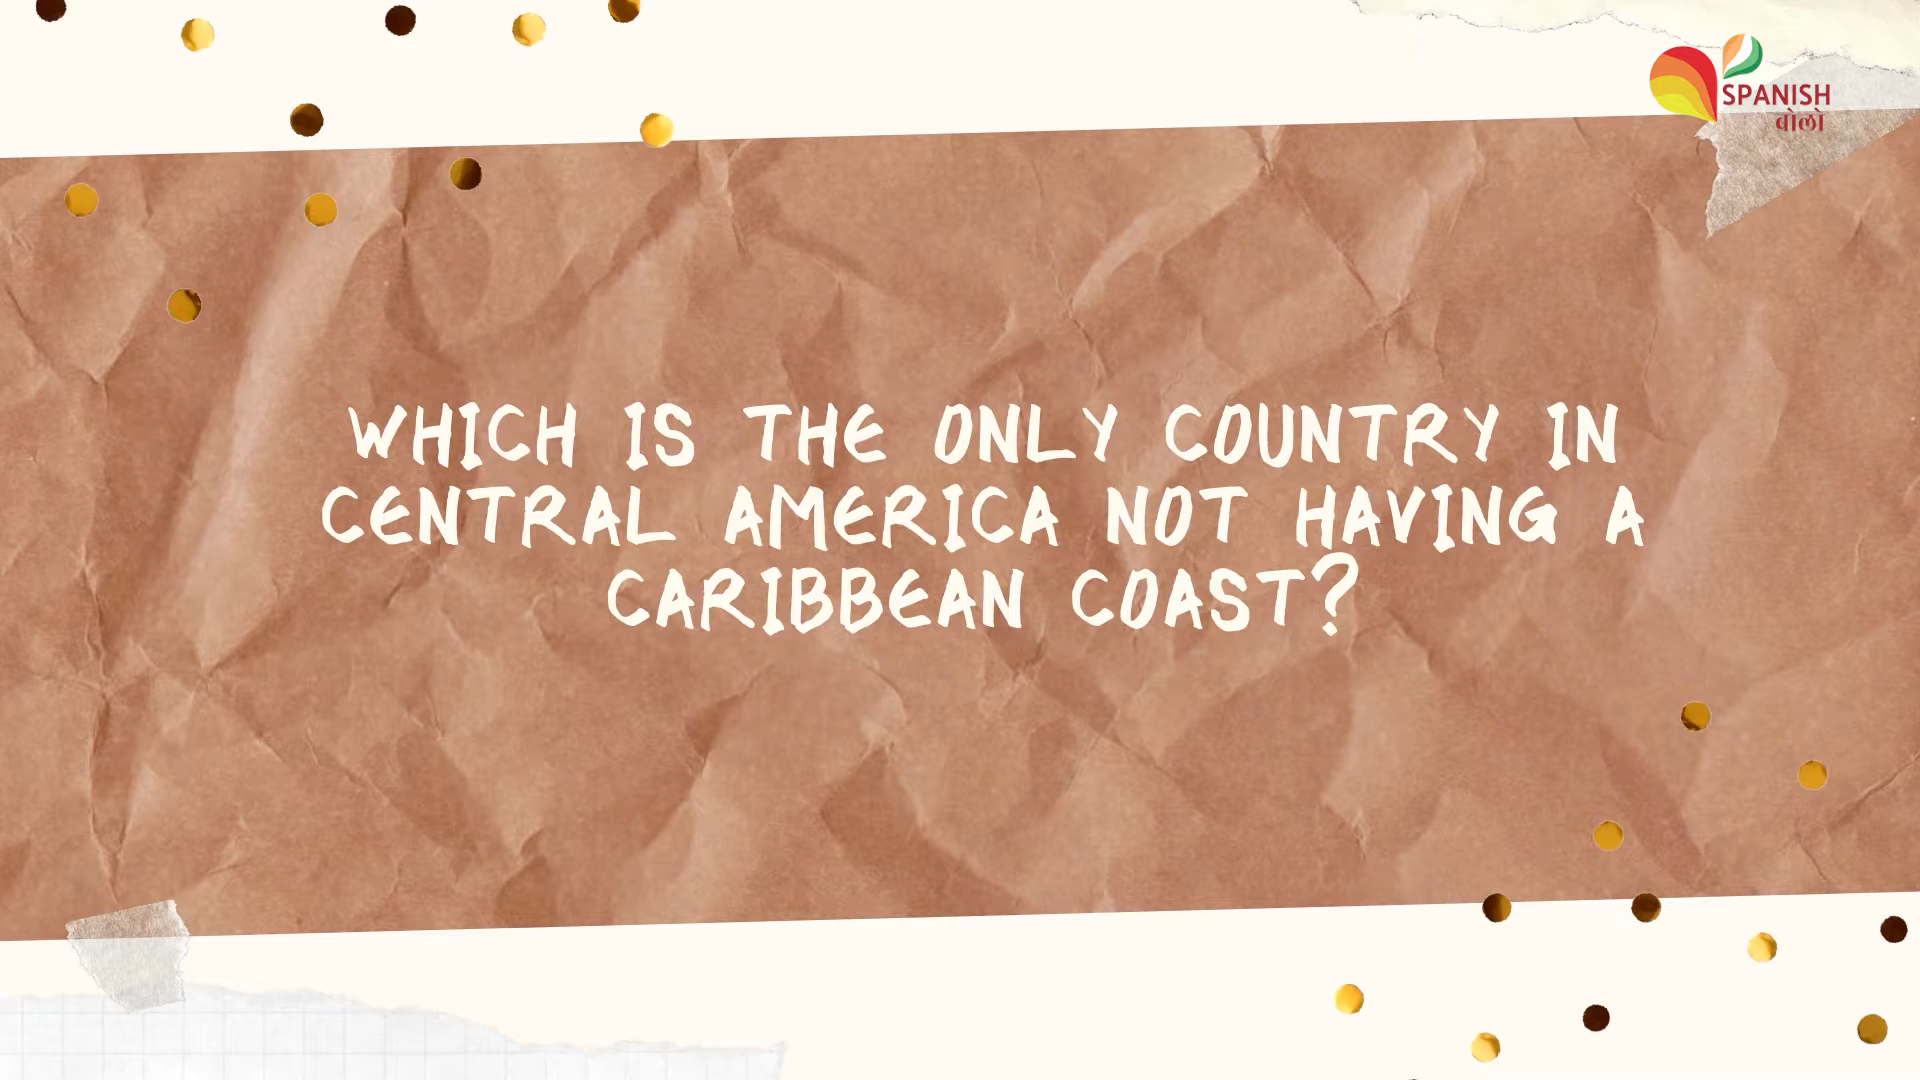 SPANISH
बोलो
WHICH IS THE ONLY COUNTRY IN
CENTRAL AMERICA NOT HAVING A
CARIBBEAN COAST?